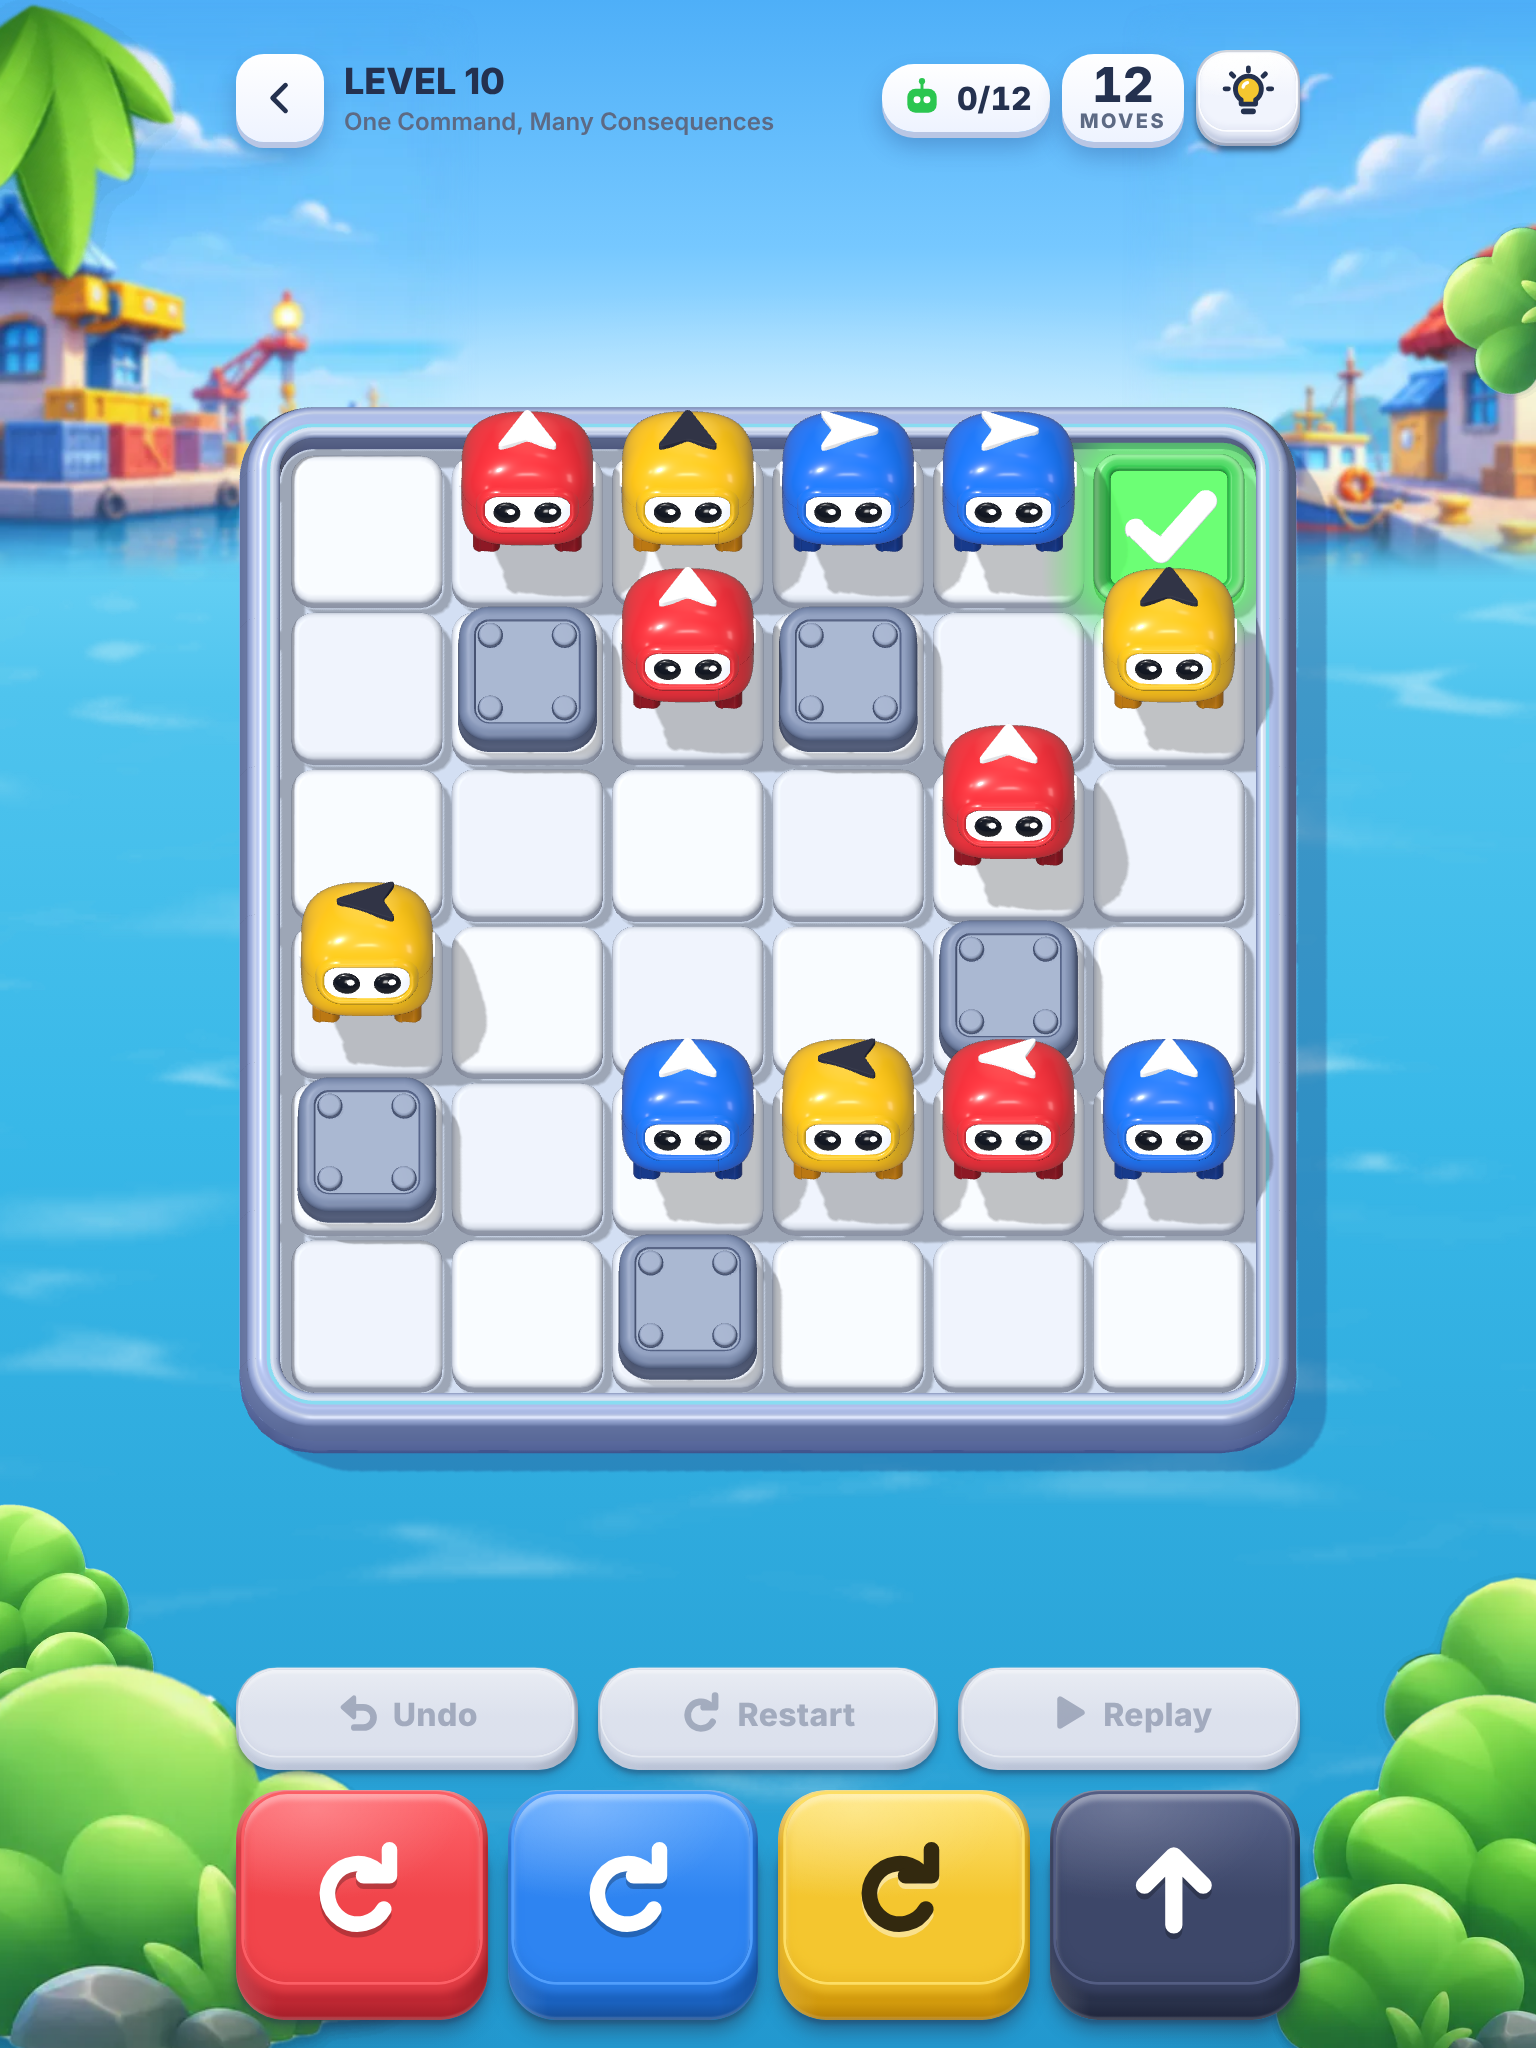 LEVEL 10
One Command, Many Consequences
0/12
12
MOVES
Undo
Restart
Replay